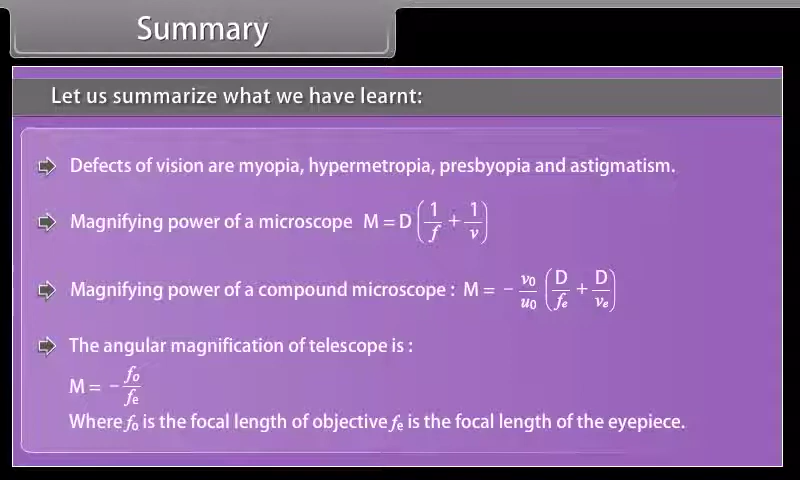 Summary
Let us summarize what we have learnt:
Defects of vision are myopia, hypermetropia, presbyopia and astigmatism.
Magnifying power of a microscope M = D (1/f + 1/v)
Magnifying power of a compound microscope : M = - v₀/u₀ (D/fₑ + D/vₑ)
The angular magnification of telescope is :
M = - fₒ/fₑ
Where fₒ is the focal length of objective fₑ is the focal length of the eyepiece.